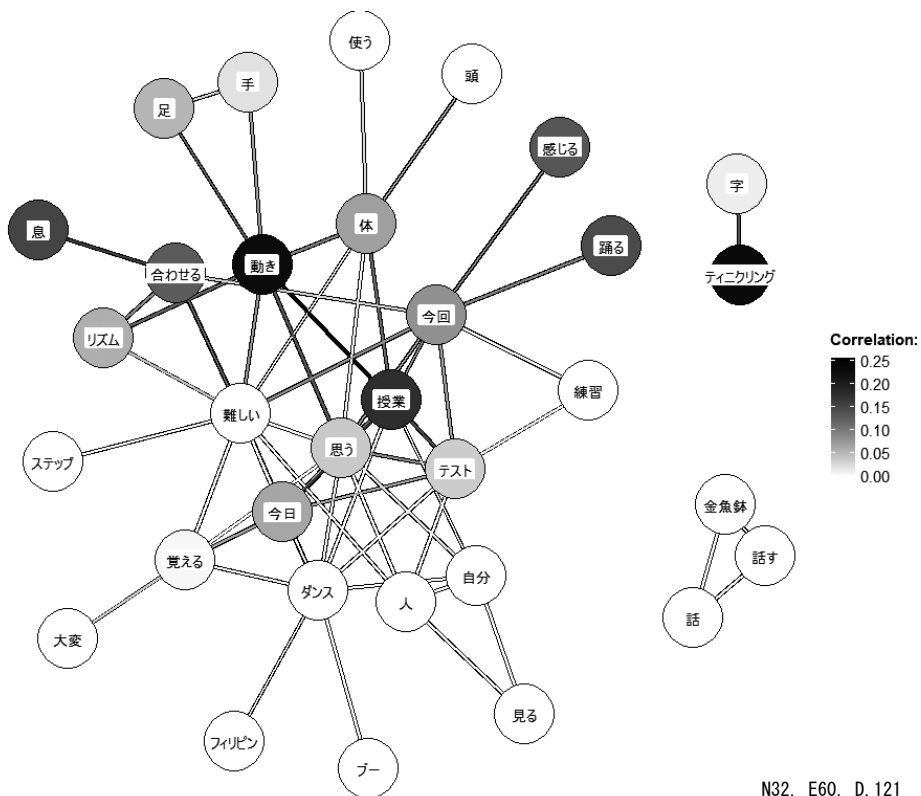 使う
頭
手
足
感じる
字
息
体
踊る
合わせる
動き
ティニクリング
リズム
今回
Correlation:
0.25
0.20
0.15
0.10
0.05
0.00
練習
授業
難しい
思う
ステップ
テスト
今日
金魚鉢
覚える
話す
自分
ダンス
人
話
大変
見る
フィリピン
ブー
N32. E60. D.121